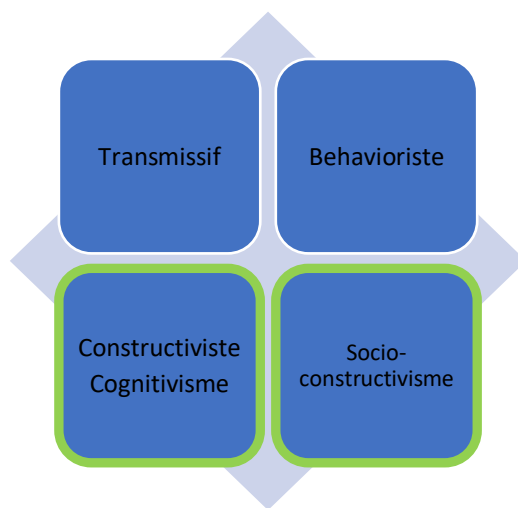 Transmissif
Behavioriste
Constructiviste
Cognitivisme
Socio-
constructivisme